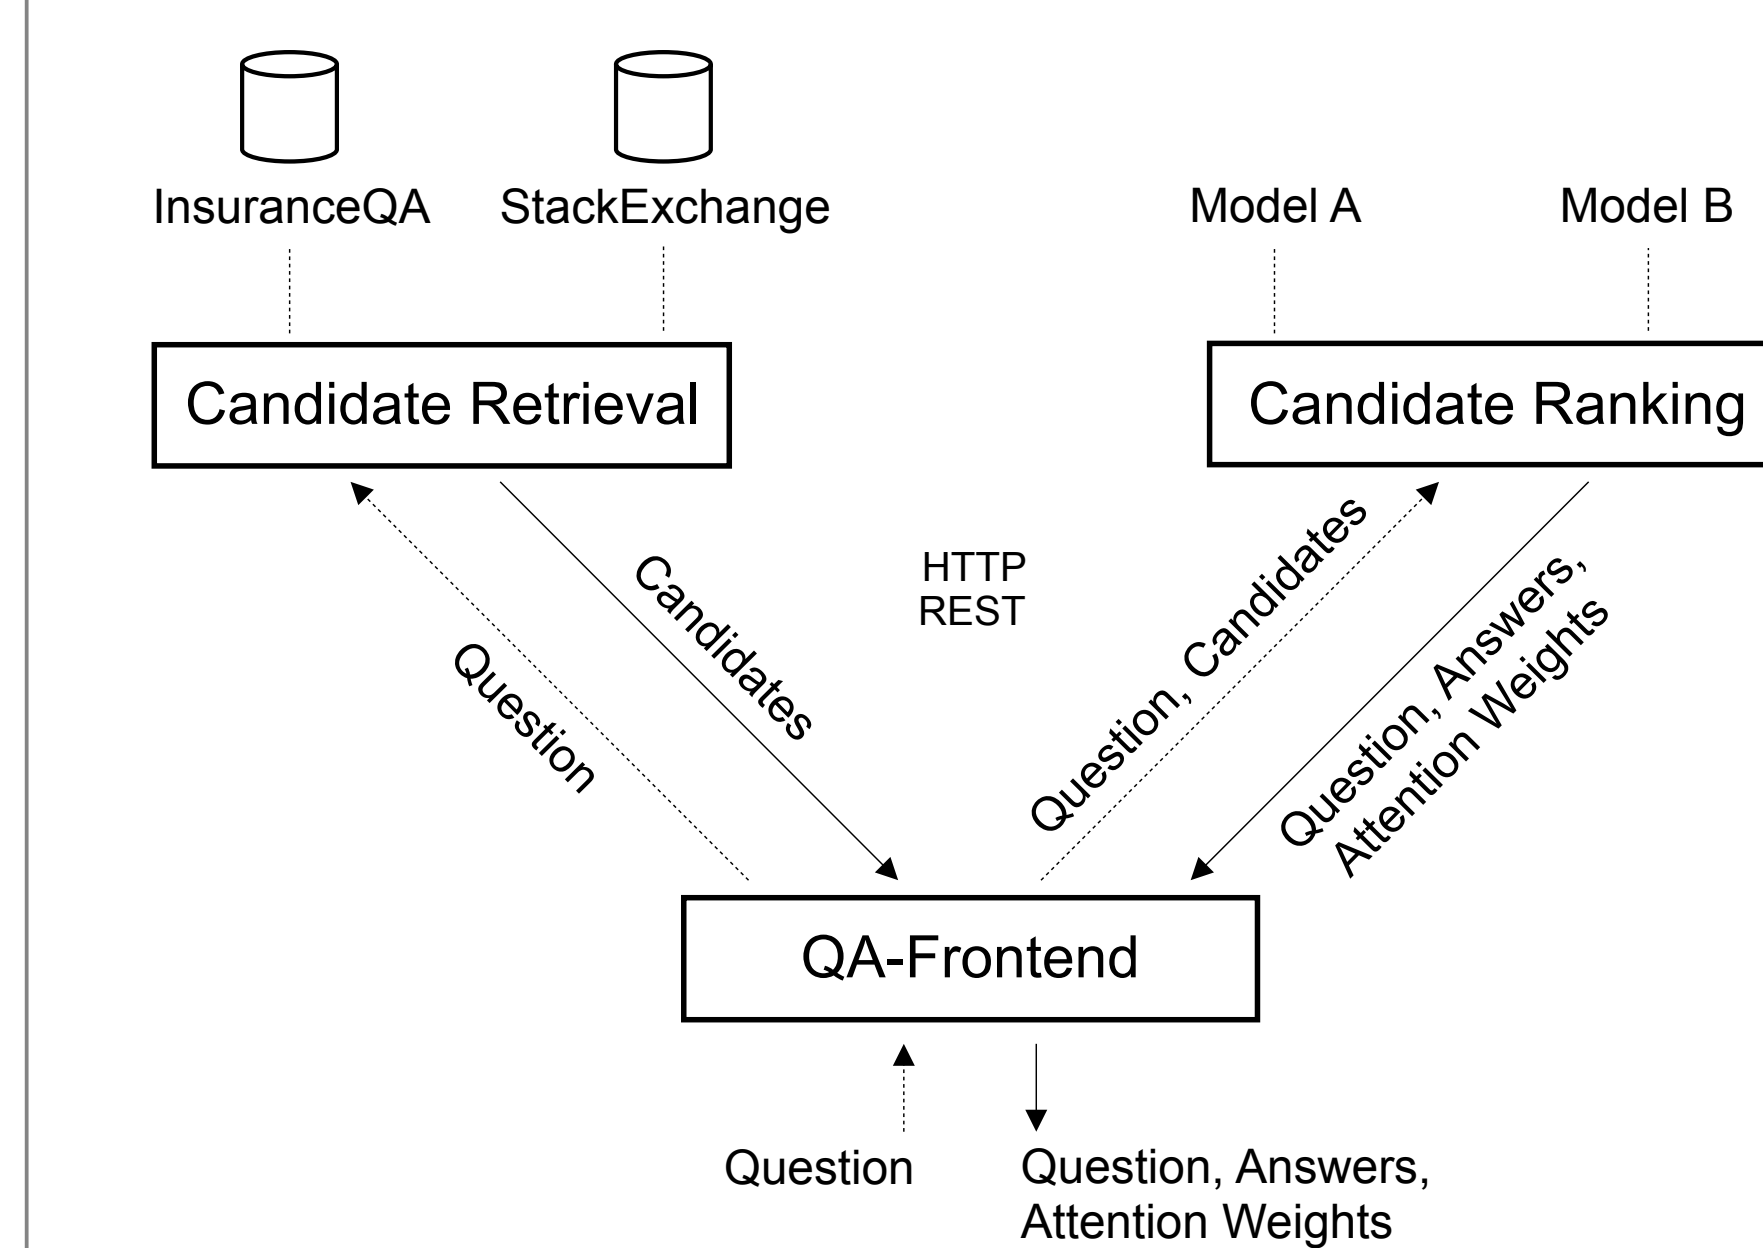 InsuranceQA
StackExchange
Model A
Model B
Candidate Retrieval
Candidate Ranking
Question
Candidates
HTTP
REST
Question, Candidates
Question, Answers,
Attention Weights
QA-Frontend
Question
Question, Answers,
Attention Weights